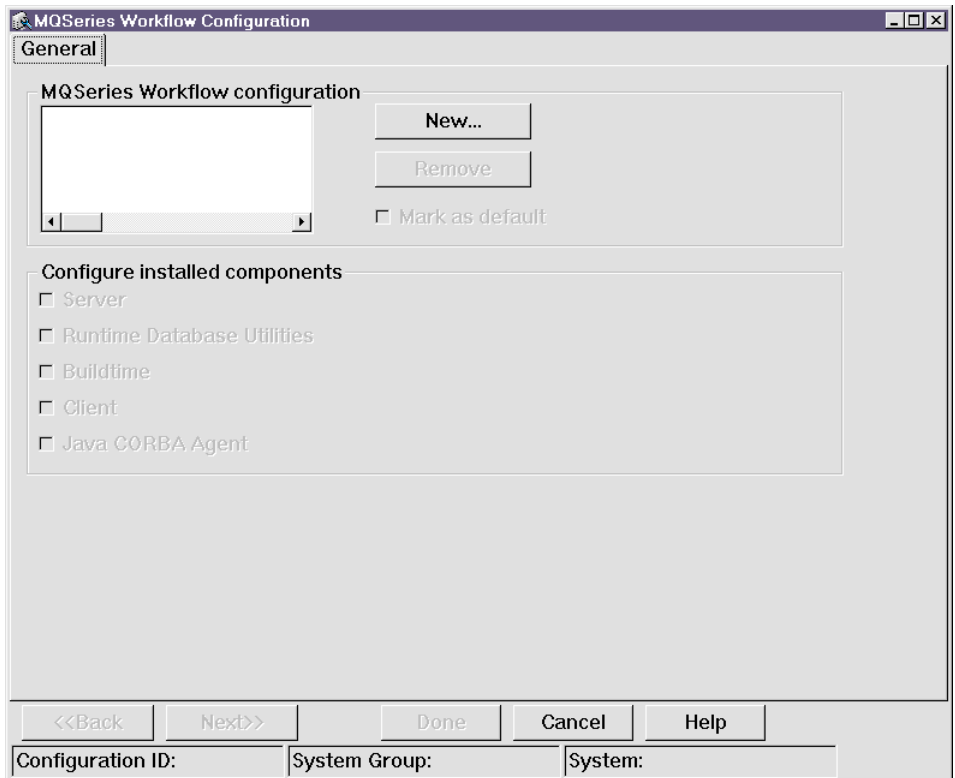 MQSeries Workflow Configuration
General
MQSeries Workflow configuration
New...
Remove
Mark as default
Configure installed components
Server
Runtime Database Utilities
Buildtime
Client
Java CORBA Agent
<<Back Next>> Done Cancel Help
Configuration ID: System Group: System: